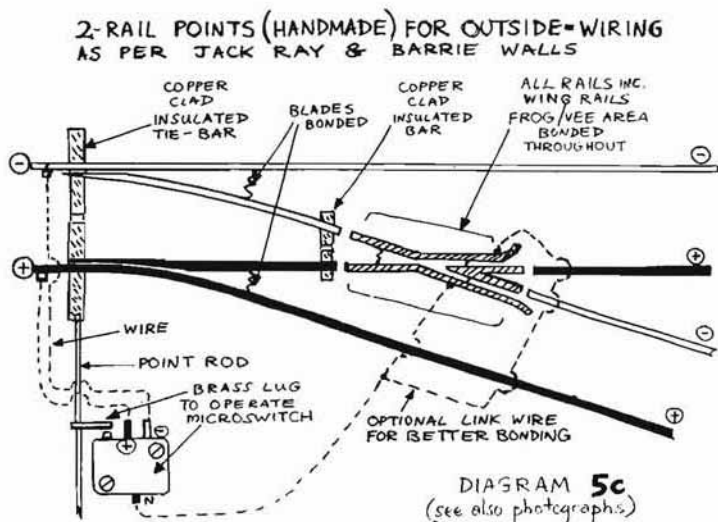 2-RAIL POINTS (HANDMADE) FOR OUTSIDE=WIRING
AS PER JACK RAY & BARRIE WALLS
COPPER
CLAD
INSULATED
TIE-BAR
BLADES
BONDED
COPPER
CLAD
INSULATED
BAR
ALL RAILS INC.
WING RAILS
FROG/VEE AREA
BONDED
THROUGHOUT
-
-
+
+
-
WIRE
POINT ROD
BRASS LUG
TO OPERATE
MICROSWITCH
+
-
N
+
OPTIONAL LINK WIRE
FOR BETTER BONDING
DIAGRAM 5c
(see also photographs)